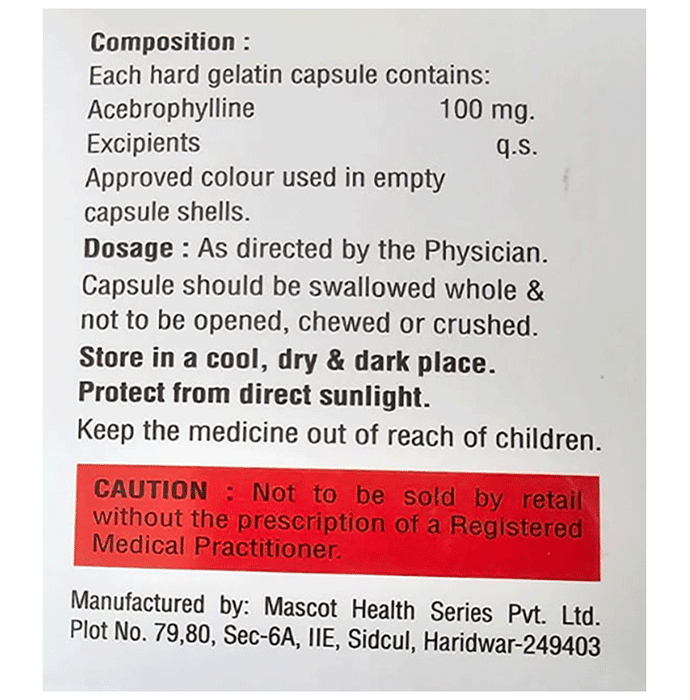 Composition :
Each hard gelatin capsule contains:
Acebrophylline 100 mg.
Excipients q.s.
Approved colour used in empty
capsule shells.
Dosage : As directed by the Physician.
Capsule should be swallowed whole &
not to be opened, chewed or crushed.
Store in a cool, dry & dark place.
Protect from direct sunlight.
Keep the medicine out of reach of children.
CAUTION : Not to be sold by retail
without the prescription of a Registered
Medical Practitioner.
Manufactured by: Mascot Health Series Pvt. Ltd.
Plot No. 79,80, Sec-6A, IIE, Sidcul, Haridwar-249403